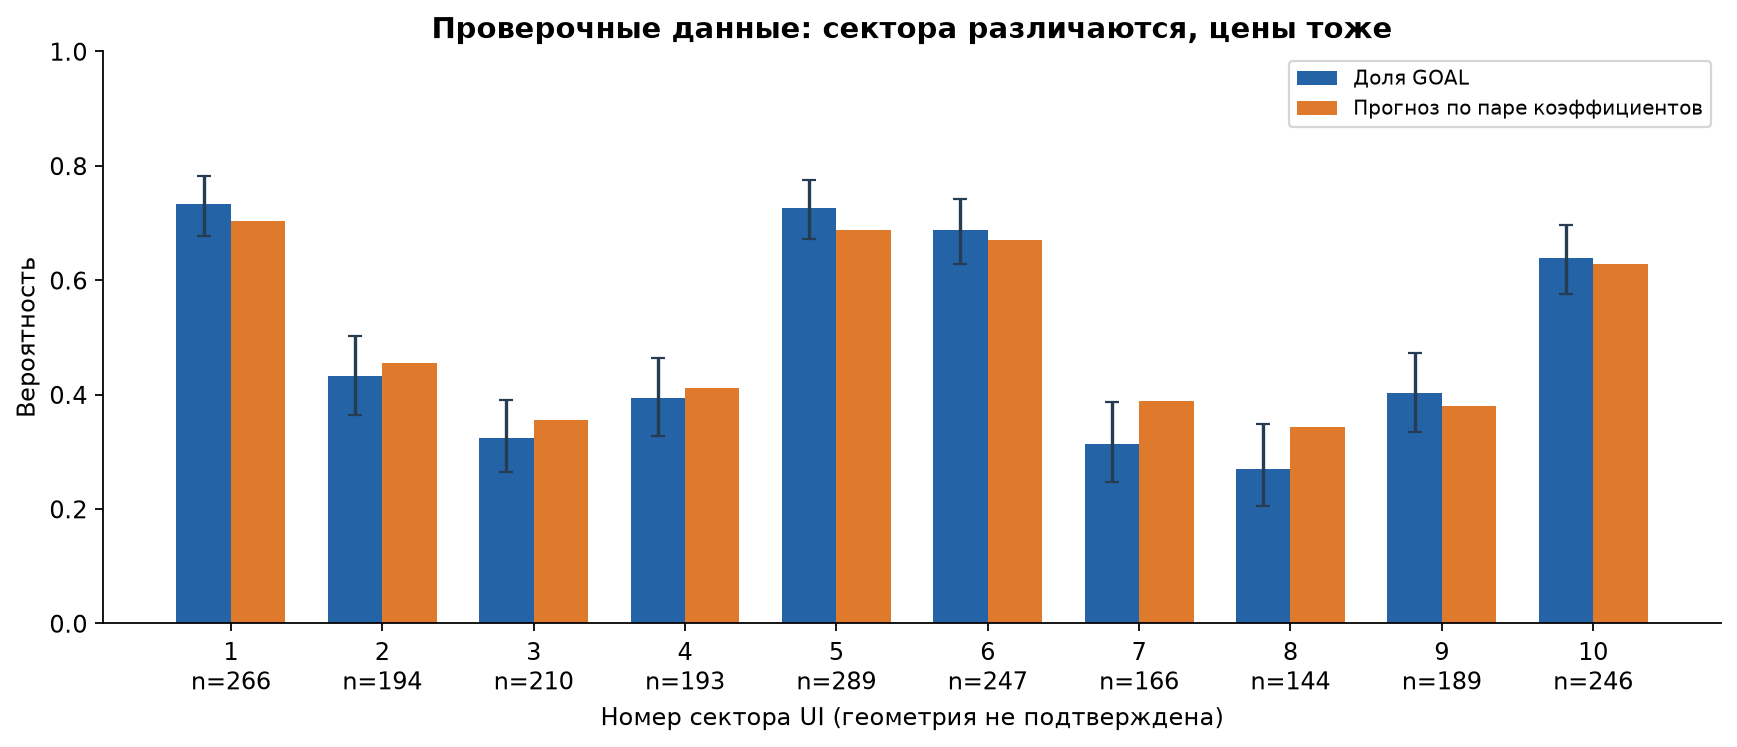 Проверочные данные: сектора различаются, цены тоже
Доля GOAL
Прогноз по паре коэффициентов
Вероятность
1.0
0.8
0.6
0.4
0.2
0.0
1 2 3 4 5 6 7 8 9 10
n=266 n=194 n=210 n=193 n=289 n=247 n=166 n=144 n=189 n=246
Номер сектора UI (геометрия не подтверждена)